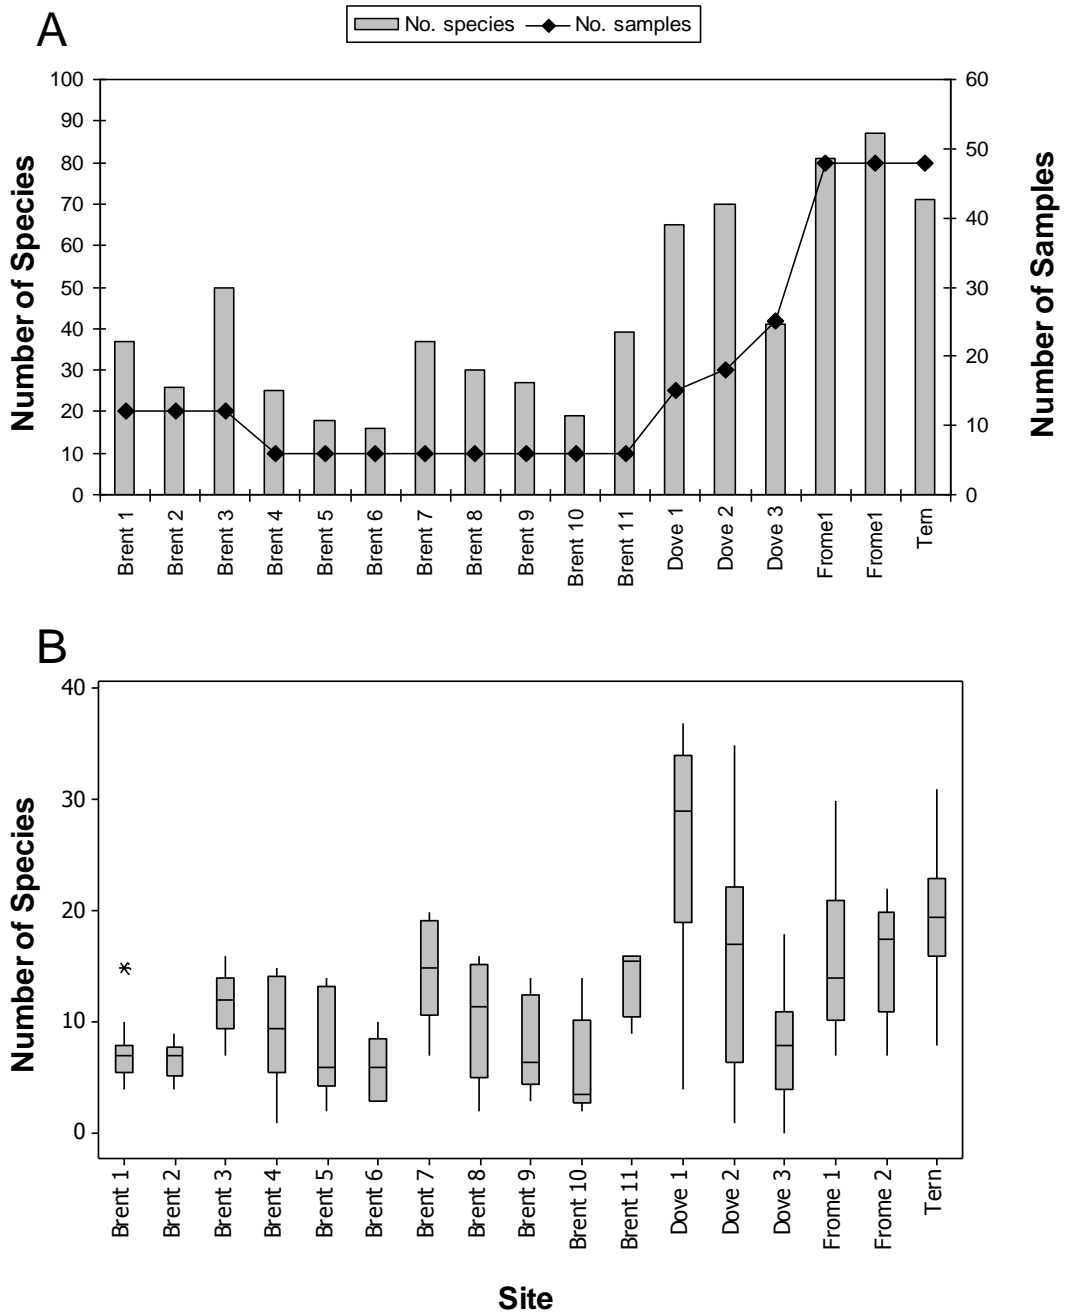 A
No. species No. samples
Number of Species
100
90
80
70
60
50
40
30
20
10
0
60
50
40
30
20
10
0
Number of Samples
Brent 1
Brent 2
Brent 3
Brent 4
Brent 5
Brent 6
Brent 7
Brent 8
Brent 9
Brent 10
Brent 11
Dove 1
Dove 2
Dove 3
Frome1
Frome1
Tern
B
Number of Species
40
30
20
10
0
Brent 1
Brent 2
Brent 3
Brent 4
Brent 5
Brent 6
Brent 7
Brent 8
Brent 9
Brent 10
Brent 11
Dove 1
Dove 2
Dove 3
Frome 1
Frome 2
Tern
Site